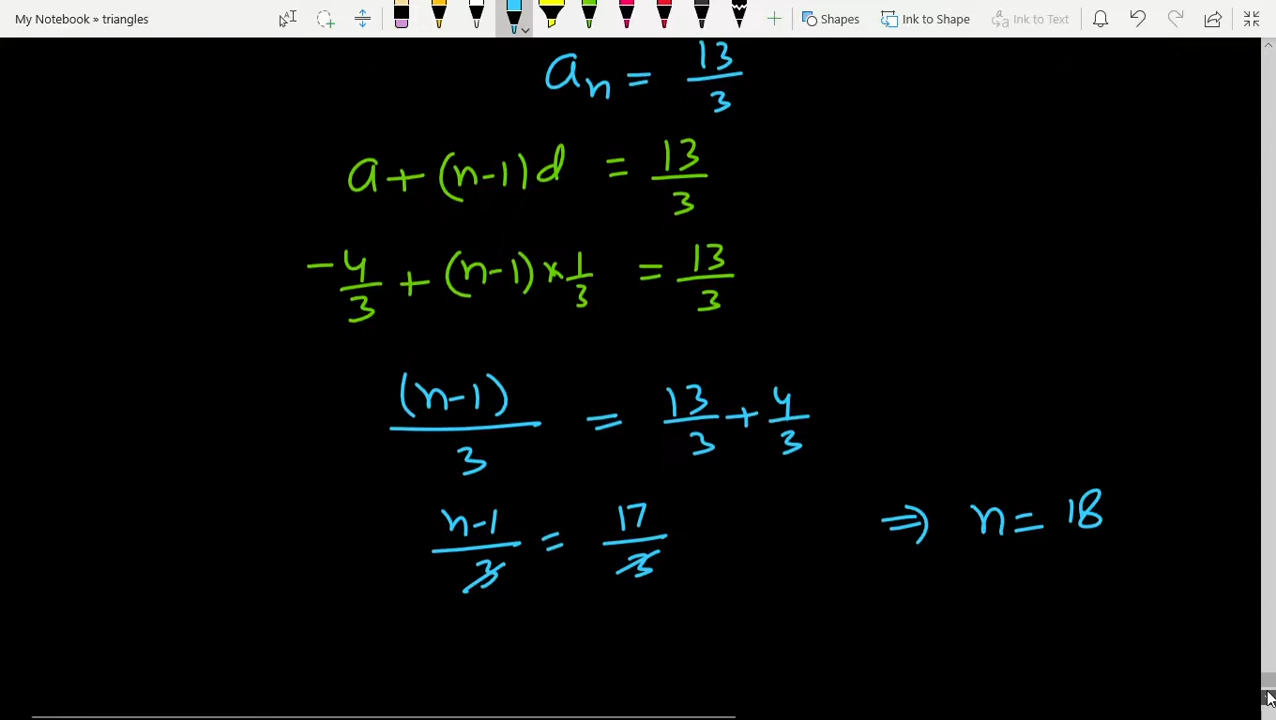 My Notebook » triangles
Shapes Ink to Shape Ink to Text
aₙ = 13/3
a + (n-1)d = 13/3
-4/3 + (n-1) × 1/3 = 13/3
(n-1)/3 = 13/3 + 4/3
n-1/3 = 17/3 ⇒ n = 18